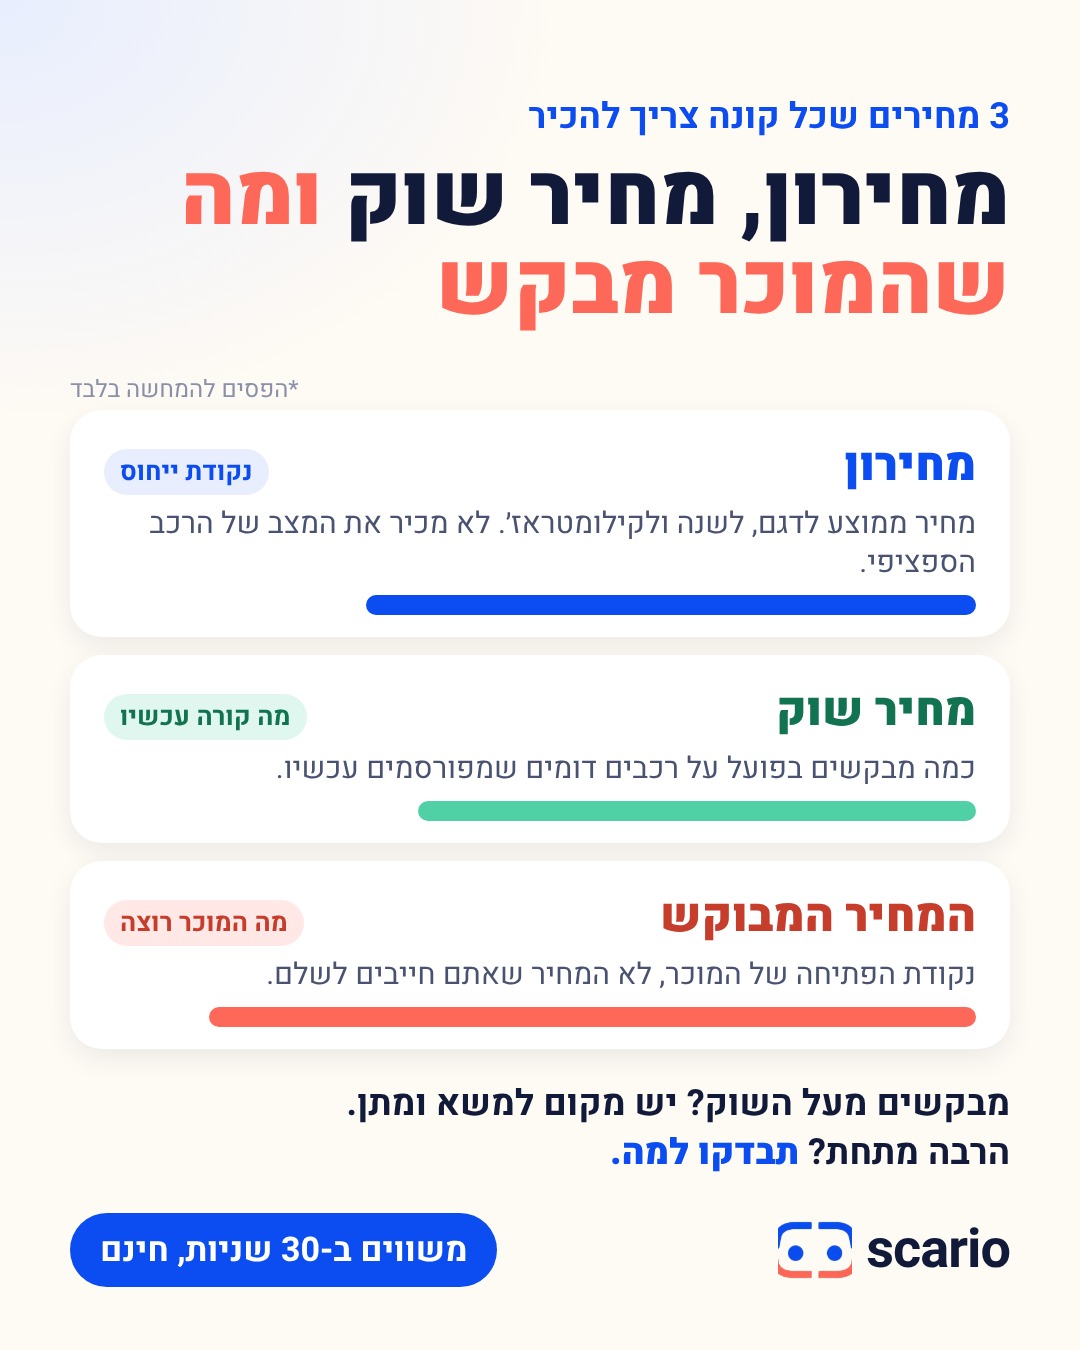 3 מחירים שכל קונה צריך להכיר
מחירון, מחיר שוק ומה
שהמוכר מבקש
*הפסים להמחשה בלבד
מחירון
נקודת ייחוס
מחיר ממוצע לדגם, לשנה ולקילומטראז׳. לא מכיר את המצב של הרכב
הספציפי.
מחיר שוק
מה קורה עכשיו
כמה מבקשים בפועל על רכבים דומים שמפורסמים עכשיו.
המחיר המבוקש
מה המוכר רוצה
נקודת הפתיחה של המוכר, לא המחיר שאתם חייבים לשלם.
מבקשים מעל השוק? יש מקום למשא ומתן.
הרבה מתחת? תבדקו למה.
scario
משווים ב-30 שניות, חינם